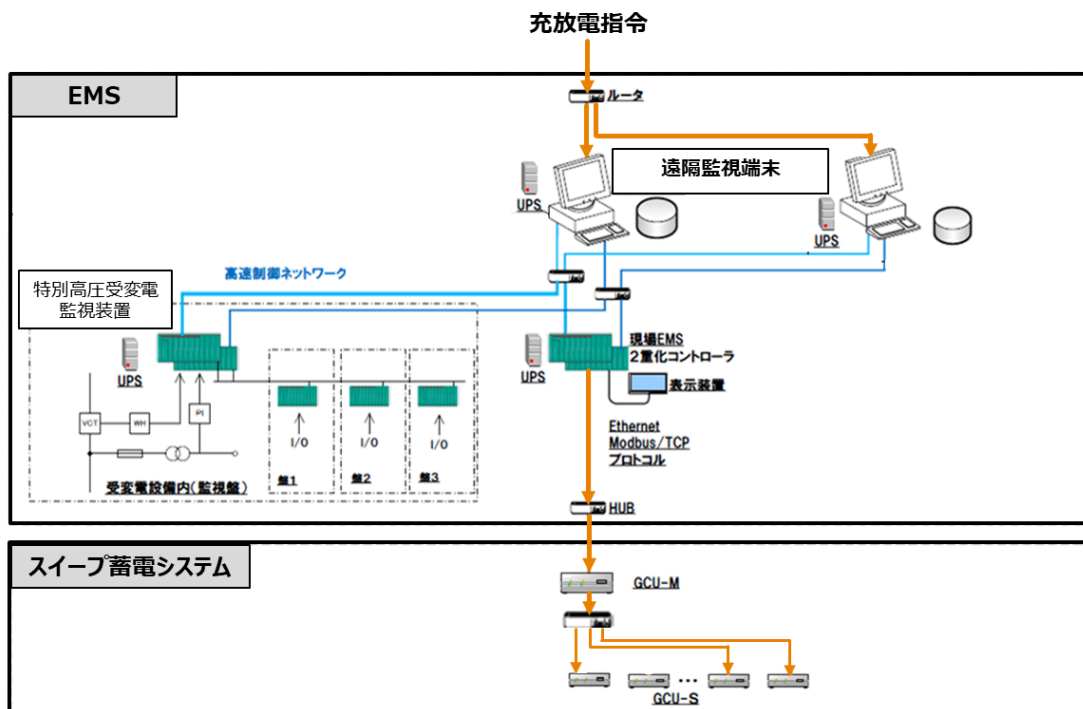 充放電指令
EMS
ルータ
遠隔監視端末
UPS
UPS
高速制御ネットワーク
特別高圧受変電
監視装置
UPS
UPS
現場EMS
2重化コントローラ
表示装置
VCT
WH
PI
I/O
I/O
I/O
Ethernet
Modbus/TCP
プロトコル
受変電設備内(監視盤)
盤1
盤2
盤3
HUB
スイープ蓄電システム
GCU-M
•••
GCU-S